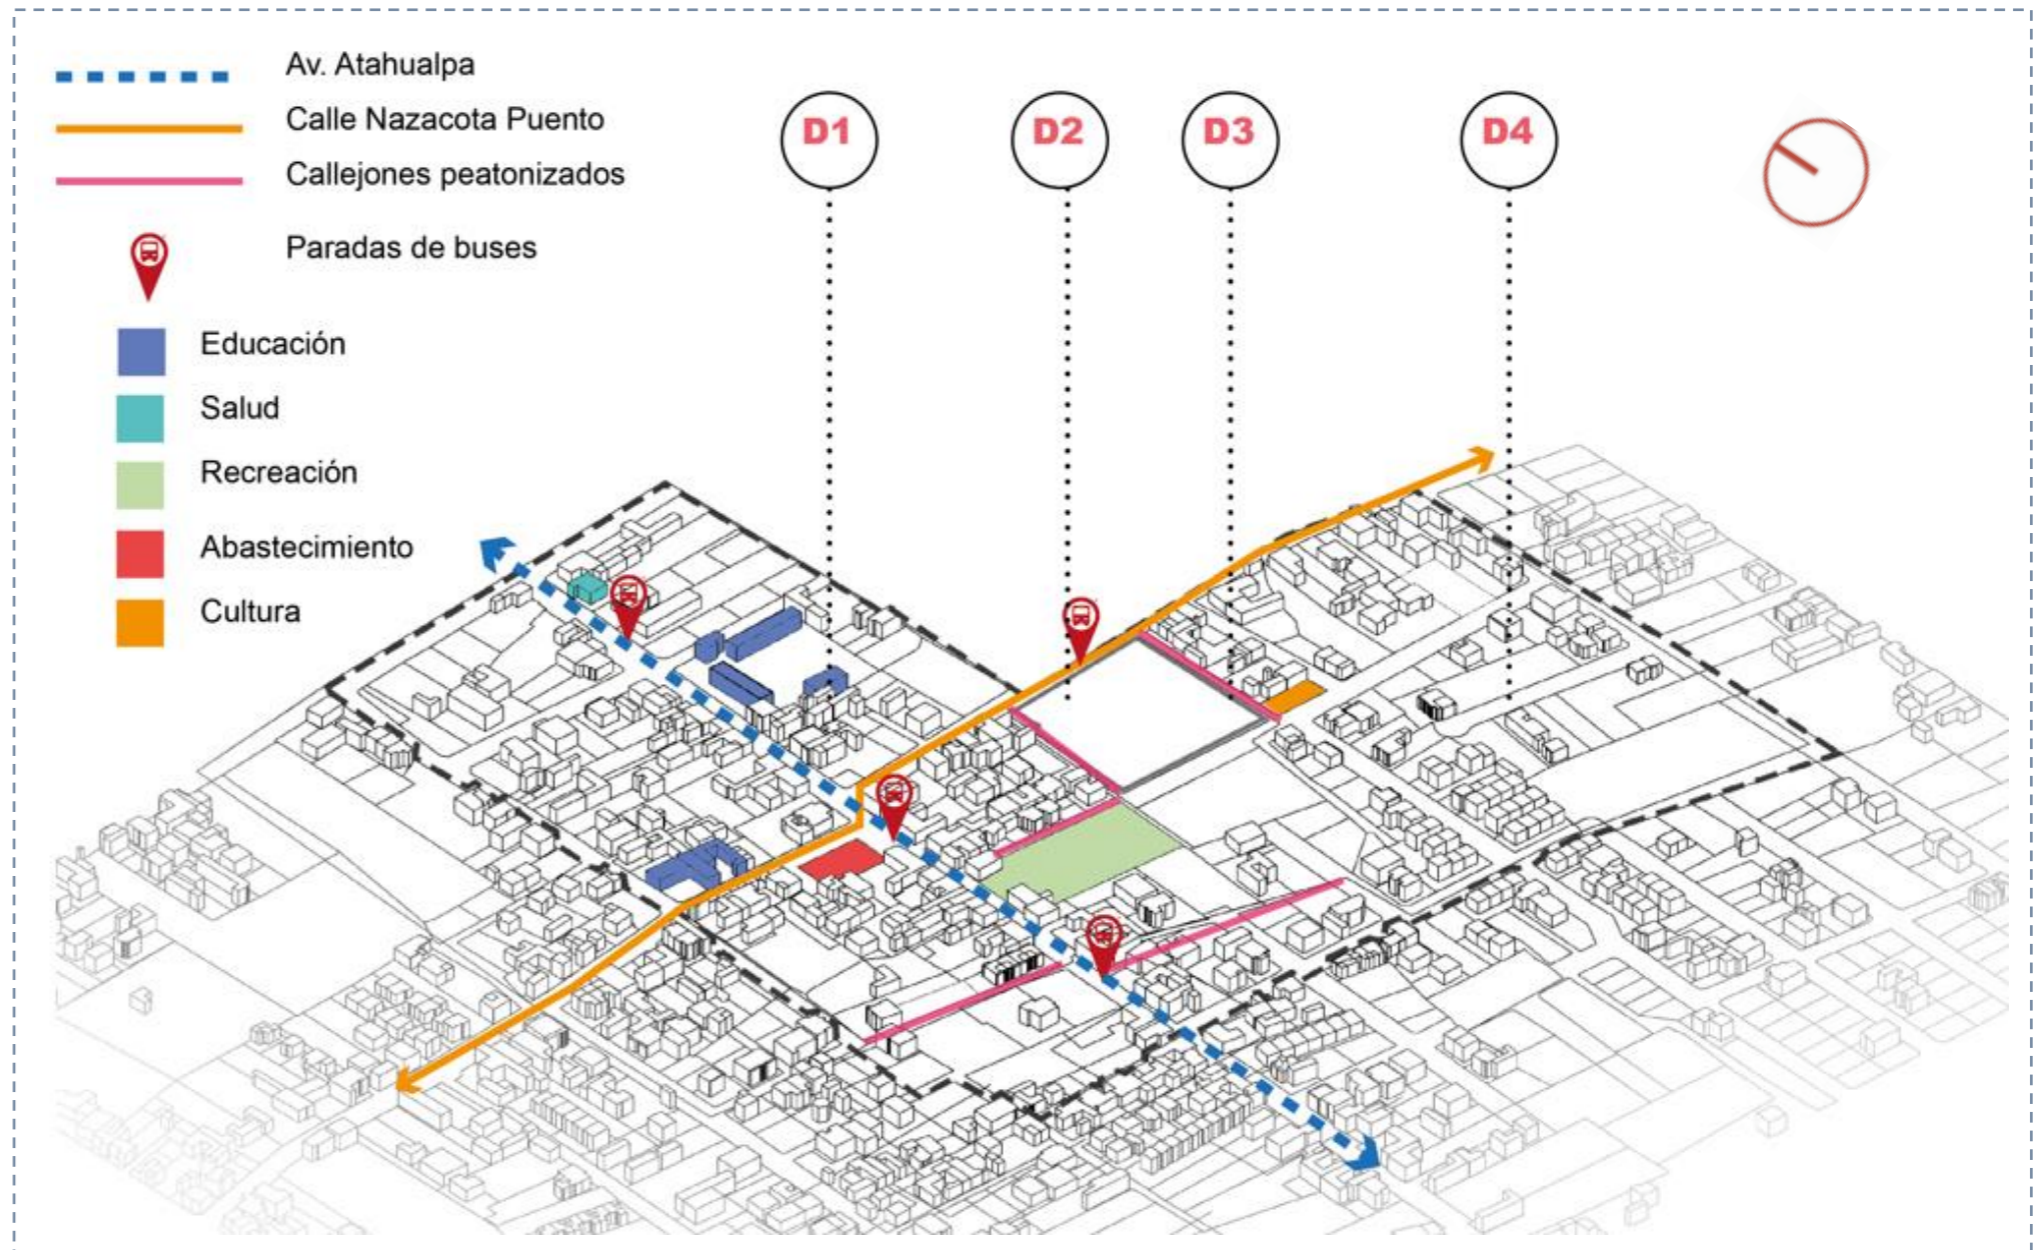 Av. Atahualpa
Calle Nazacota Puento
Callejones peatonizados
Paradas de buses
Educación
Salud
Recreación
Abastecimiento
Cultura
D1
D2
D3
D4